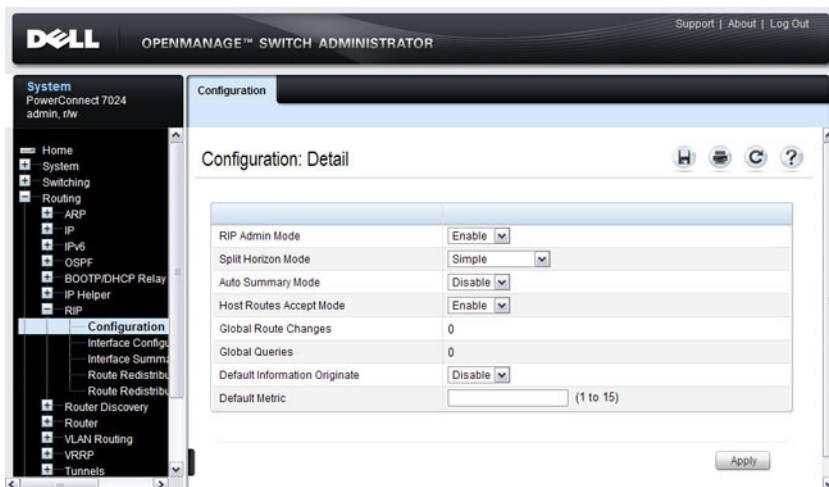 Support | About | Log Out
DELL OPENMANAGE™ SWITCH ADMINISTRATOR
System
PowerConnect 7024
admin, r/w
Configuration
Home
System
Switching
Routing
ARP
IP
IPv6
OSPF
BOOTP/DHCP Relay
IP Helper
RIP
Configuration
Interface Configu
Interface Summa
Route Redistribu
Route Redistribu
Router Discovery
Router
VLAN Routing
VRRP
Tunnels
Configuration: Detail
RIP Admin Mode Enable
Split Horizon Mode Simple
Auto Summary Mode Disable
Host Routes Accept Mode Enable
Global Route Changes 0
Global Queries 0
Default Information Originate Disable
Default Metric (1 to 15)
Apply